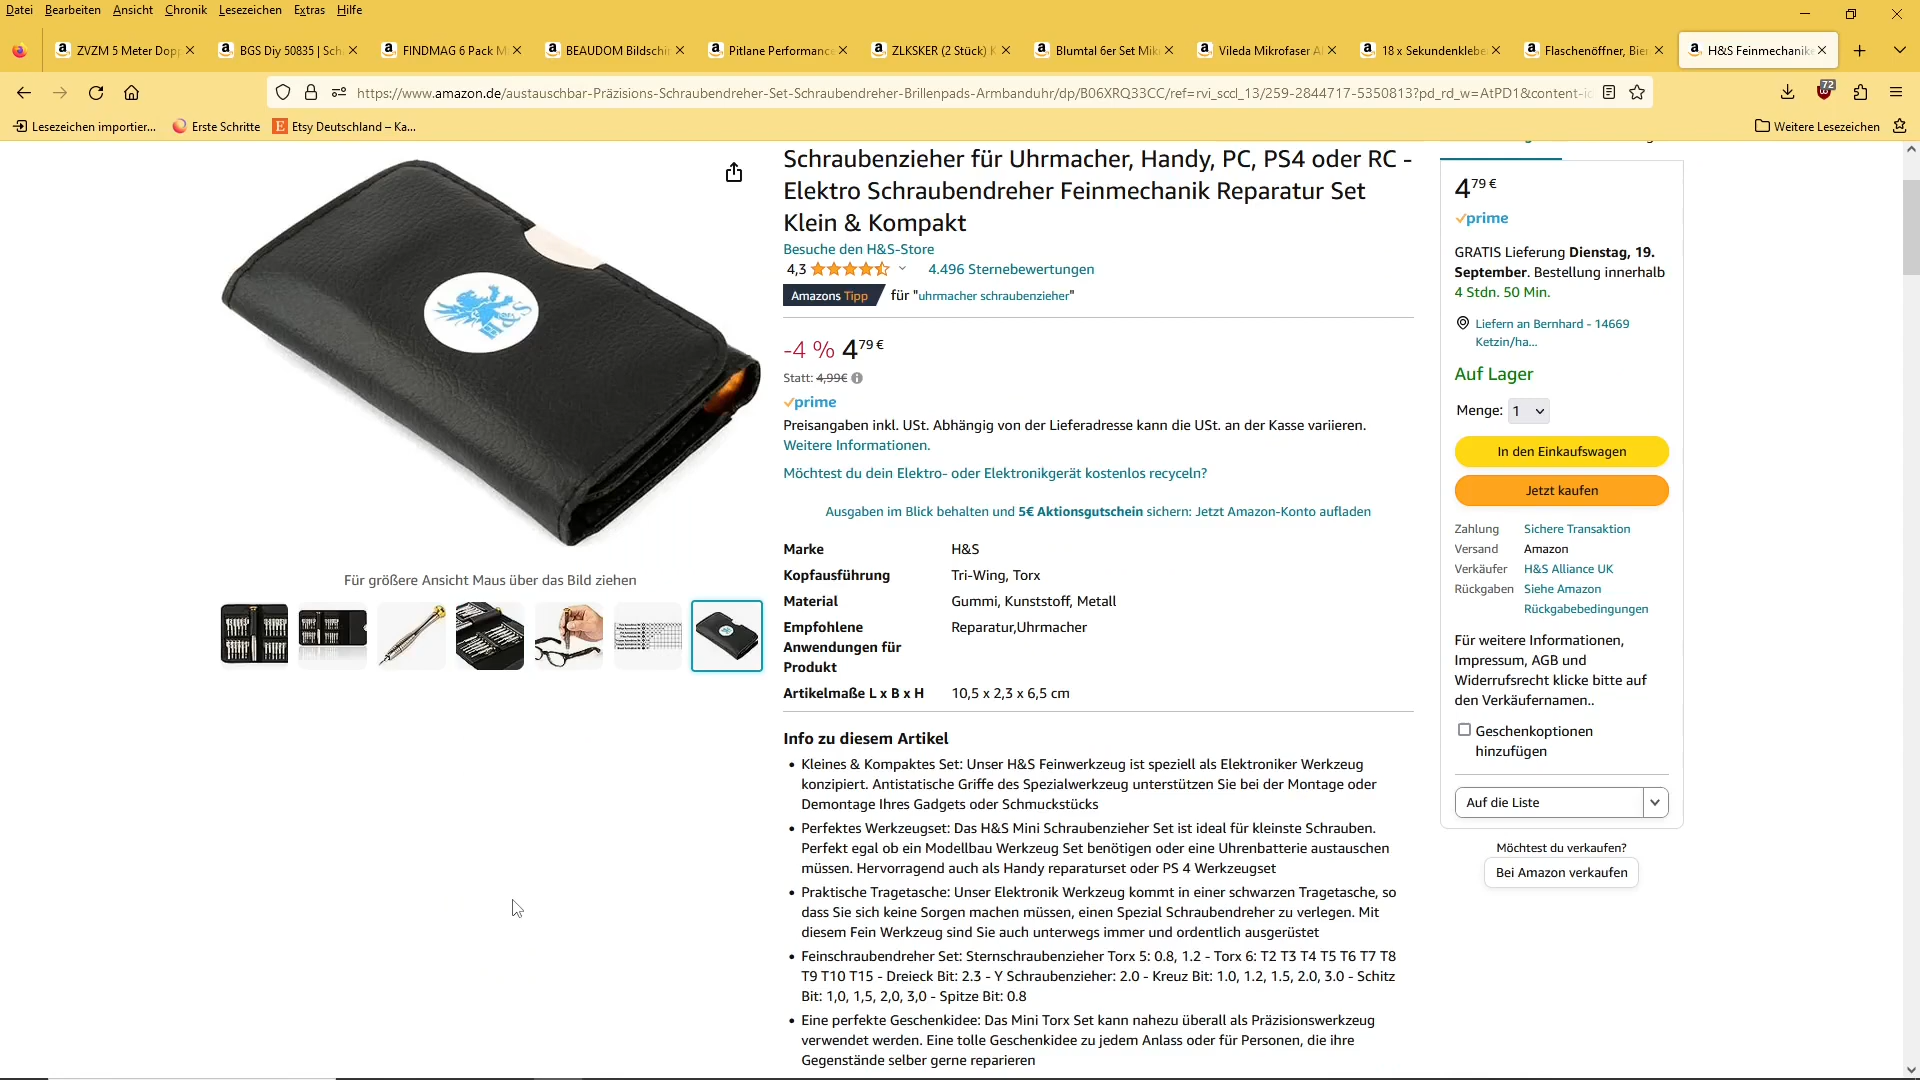 Datei Bearbeiten Ansicht Chronik Lesezeichen Extras Hilfe
ZVZM 5 Meter Dopp
BGS Diy 50835 | Sch
FINDMAG 6 Pack M
BEAUDOM Bildschi
Pitlane Performance
ZLKSKER (2 Stück) K
Blumtal 6er Set Mik
Vileda Mikrofaser Al
18 x Sekundenklebe
Flaschenöffner, Bier
H&S Feinmechanike
https://www.amazon.de/austauschbar-Präzisions-Schraubendreher-Set-Schraubendreher-Brillenpads-Armbanduhr/dp/B06XRQ33CC/ref=rvi_sccl_13/259-2844717-5350813?pd_rd_w=AtPD1&content-i
72
Lesezeichen importier... Erste Schritte Etsy Deutschland – Ka... Weitere Lesezeichen
Schraubenzieher für Uhrmacher, Handy, PC, PS4 oder RC -
Elektro Schraubendreher Feinmechanik Reparatur Set
Klein & Kompakt
Besuche den H&S-Store
4,3 4.496 Sternebewertungen
Amazons Tipp für "uhrmacher schraubenzieher"
-4 % 4 79 €
Statt: 4,99€
prime
Preisangaben inkl. USt. Abhängig von der Lieferadresse kann die USt. an der Kasse variieren.
Weitere Informationen.
Möchtest du dein Elektro- oder Elektronikgerät kostenlos recyceln?
Ausgaben im Blick behalten und 5€ Aktionsgutschein sichern: Jetzt Amazon-Konto aufladen
Marke H&S
Kopfausführung Tri-Wing, Torx
Material Gummi, Kunststoff, Metall
Empfohlene Reparatur,Uhrmacher
Anwendungen für
Produkt
Artikelmaße L x B x H 10,5 x 2,3 x 6,5 cm
Info zu diesem Artikel
• Kleines & Kompaktes Set: Unser H&S Feinwerkzeug ist speziell als Elektroniker Werkzeug
konzipiert. Antistatische Griffe des Spezialwerkzeug unterstützen Sie bei der Montage oder
Demontage Ihres Gadgets oder Schmuckstücks
• Perfektes Werkzeugset: Das H&S Mini Schraubenzieher Set ist ideal für kleinste Schrauben.
Perfekt egal ob ein Modellbau Werkzeug Set benötigen oder eine Uhrenbatterie austauschen
müssen. Hervorragend auch als Handy reparaturset oder PS 4 Werkzeugset
• Praktische Tragetasche: Unser Elektronik Werkzeug kommt in einer schwarzen Tragetasche, so
dass Sie sich keine Sorgen machen müssen, einen Spezial Schraubendreher zu verlegen. Mit
diesem Fein Werkzeug sind Sie auch unterwegs immer und ordentlich ausgerüstet
• Feinschraubendreher Set: Sternschraubenzieher Torx 5: 0.8, 1.2 - Torx 6: T2 T3 T4 T5 T6 T7 T8
T9 T10 T15 - Dreieck Bit: 2.3 - Y Schraubenzieher: 2.0 - Kreuz Bit: 1.0, 1.2, 1.5, 2.0, 3.0 - Schitz
Bit: 1,0, 1,5, 2,0, 3,0 - Spitze Bit: 0.8
• Eine perfekte Geschenkidee: Das Mini Torx Set kann nahezu überall als Präzisionswerkzeug
verwendet werden. Eine tolle Geschenkidee zu jedem Anlass oder für Personen, die ihre
Gegenstände selber gerne reparieren
H&S
Für größere Ansicht Maus über das Bild ziehen
4 79 €
prime
GRATIS Lieferung Dienstag, 19.
September. Bestellung innerhalb
4 Stdn. 50 Min.
Liefern an Bernhard - 14669
Ketzin/ha...
Auf Lager
Menge: 1
In den Einkaufswagen
Jetzt kaufen
Zahlung Sichere Transaktion
Versand Amazon
Verkäufer H&S Alliance UK
Rückgaben Siehe Amazon
Rückgabebedingungen
Für weitere Informationen,
Impressum, AGB und
Widerrufsrecht klicke bitte auf
den Verkäufernamen..
Geschenkoptionen
hinzufügen
Auf die Liste
Möchtest du verkaufen?
Bei Amazon verkaufen